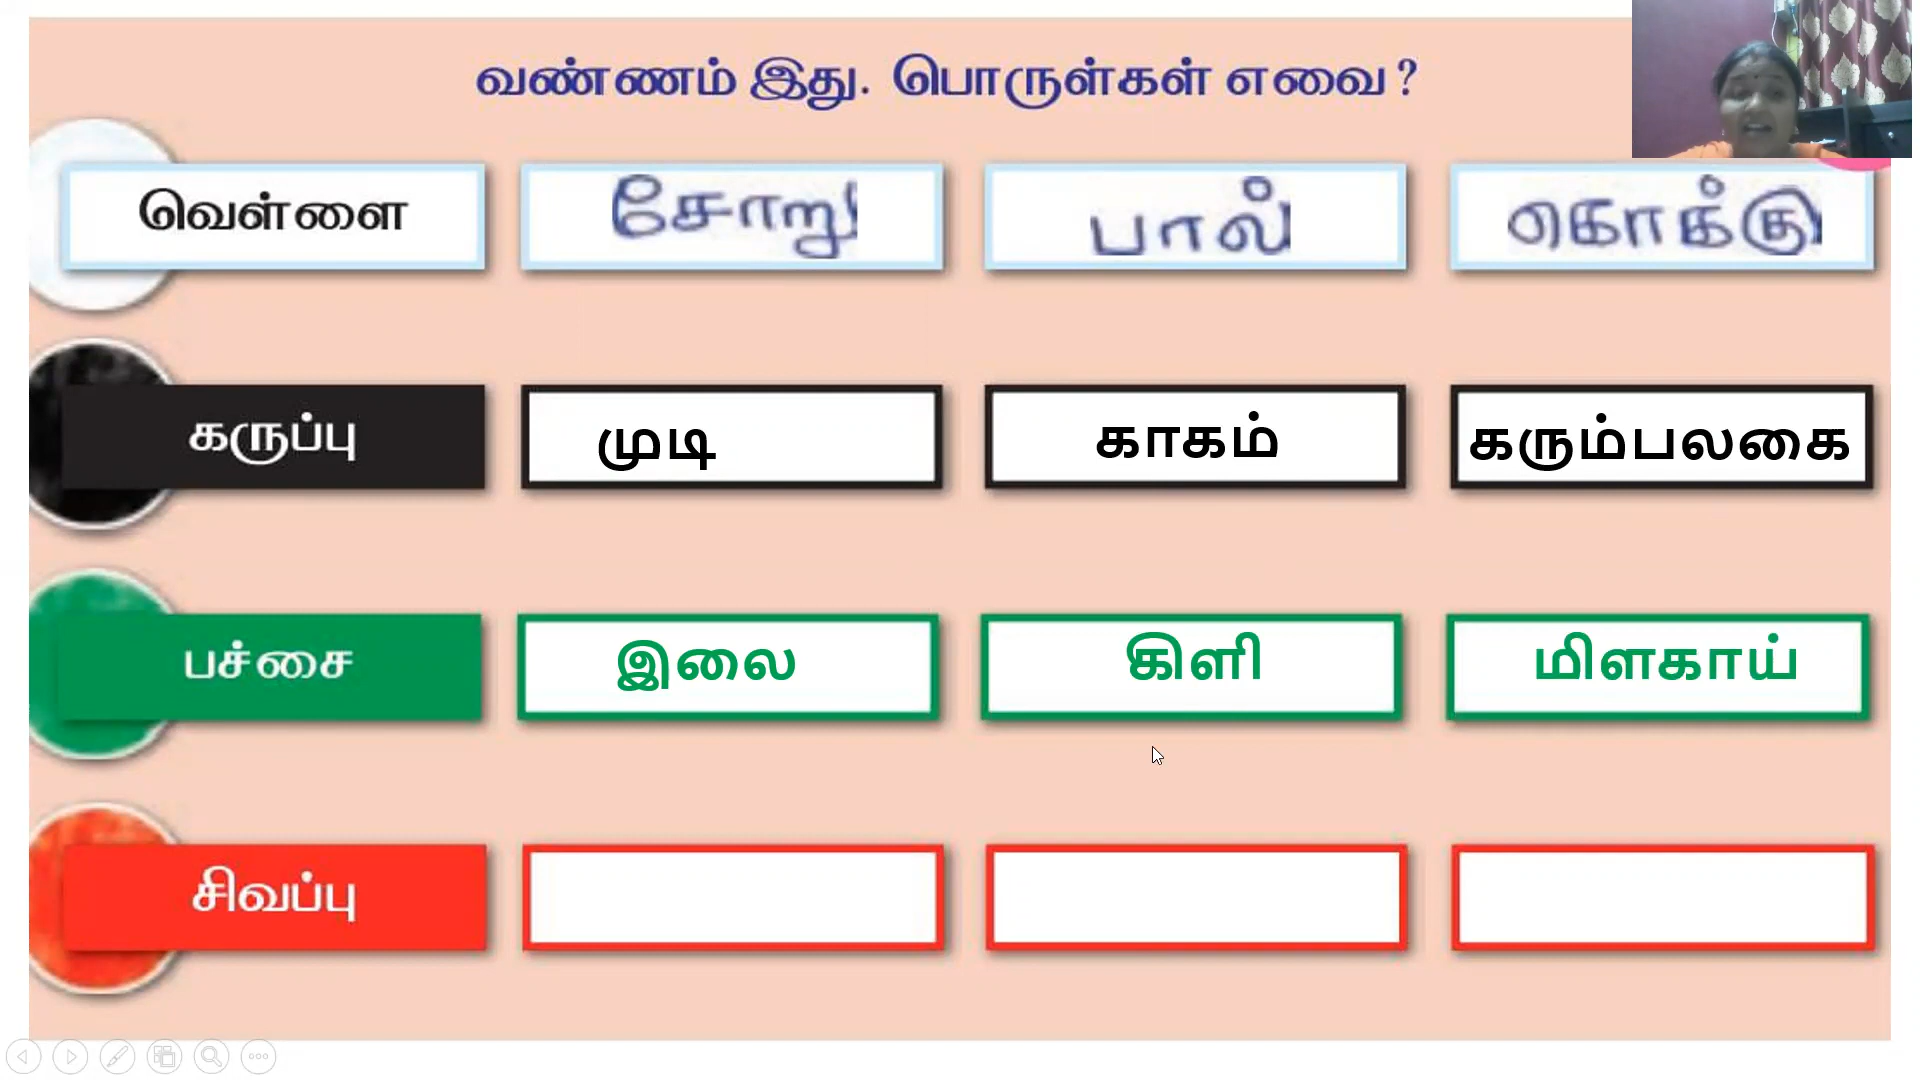 வண்ணம் இது. பொருள்கள் எவை ?
வெள்ளை சோறு பால் கொக்கு
கருப்பு முடி காகம் கரும்பலகை
பச்சை இலை கிளி மிளகாய்
சிவப்பு